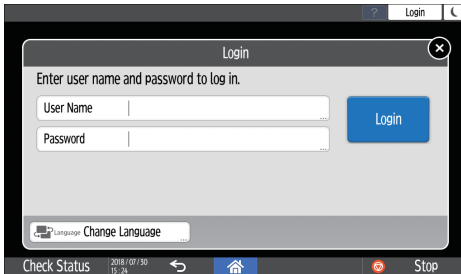 ? Login
Login
Enter user name and password to log in.
User Name
...
Login
Password
...
Language Change Language ...
Check Status 2018/07/30
15:24
Stop